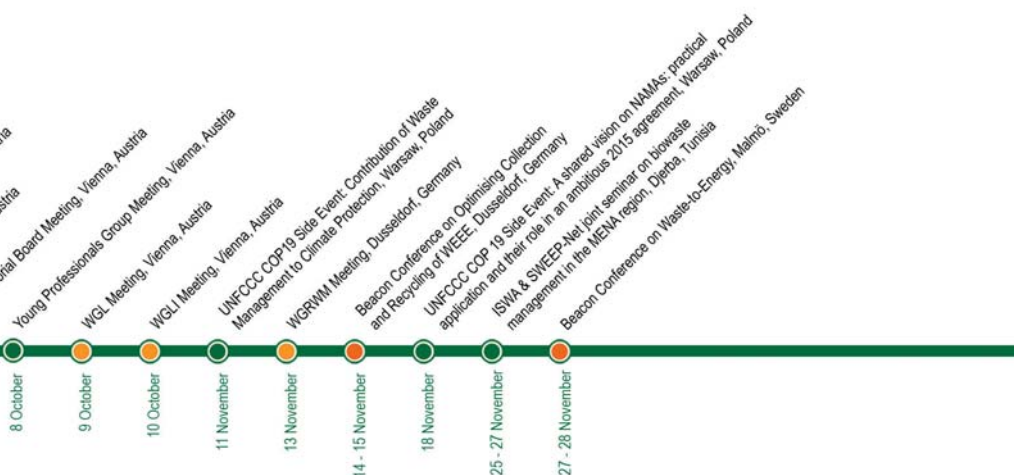 Board Meeting, Vienna, Austria
Young Professionals Group Meeting, Vienna, Austria
WGL Meeting, Vienna, Austria
WGLI Meeting, Vienna, Austria
UNFCCC COP19 Side Event: Contribution of Waste
Management to Climate Protection, Warsaw, Poland
WGRWM Meeting, Dusseldorf, Germany
Beacon Conference on Optimising Collection
and Recycling of WEEE, Dusseldorf, Germany
UNFCCC COP 19 Side Event: A shared vision on NAMAs: practical
application and their role in an ambitious 2015 agreement, Warsaw, Poland
ISWA & SWEEP-Net joint seminar on biowaste
management in the MENA region, Djerba, Tunisia
Beacon Conference on Waste-to-Energy, Malmö, Sweden
8 October
9 October
10 October
11 November
13 November
14 - 15 November
18 November
25 - 27 November
27 - 28 November